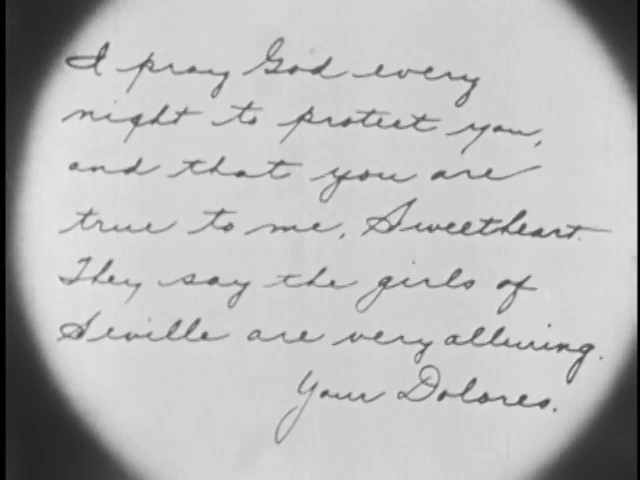 I pray God every
night to protect you,
and that you are
true to me, Sweetheart.
They say the girls of
Seville are very alluring.
Your Dolores.